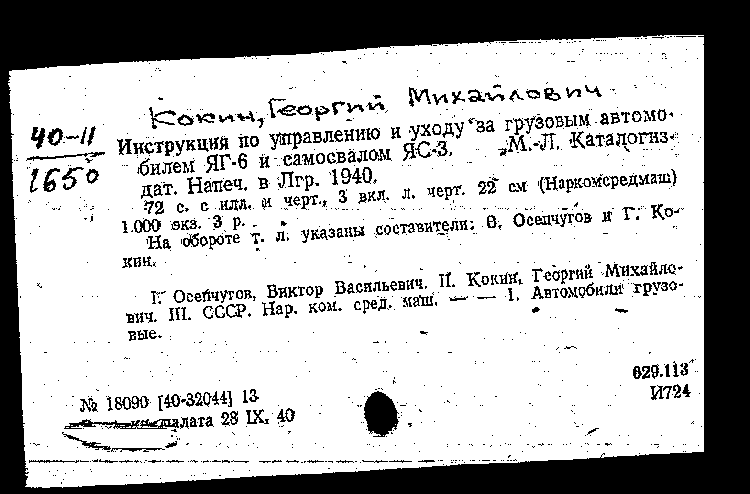 Кокин, Георгий Михайлович
40-11
1650
Инструкция по управлению и уходу за грузовым автомо-
билем ЯГ-6 и самосвалом ЯС-3. М.-Л. Каталогиз-
дат. Напеч. в Лгр. 1940.
72 с. с илл. и черт., 3 вкл. л. черт. 22 см (Наркомсредмаш)
1.000 экз. 3 р.
На обороте т. л. указаны составители: В. Осепчугов и Г. Ко-
кин.
I. Осепчугов, Виктор Васильевич. II. Кокин, Георгий Михайло-
вич. III. СССР. Нар. ком. сред. маш. — — 1. Автомобили грузо-
вые.
№ 18090 [40-32044] 13
палата 28 IX. 40
629.113
И724